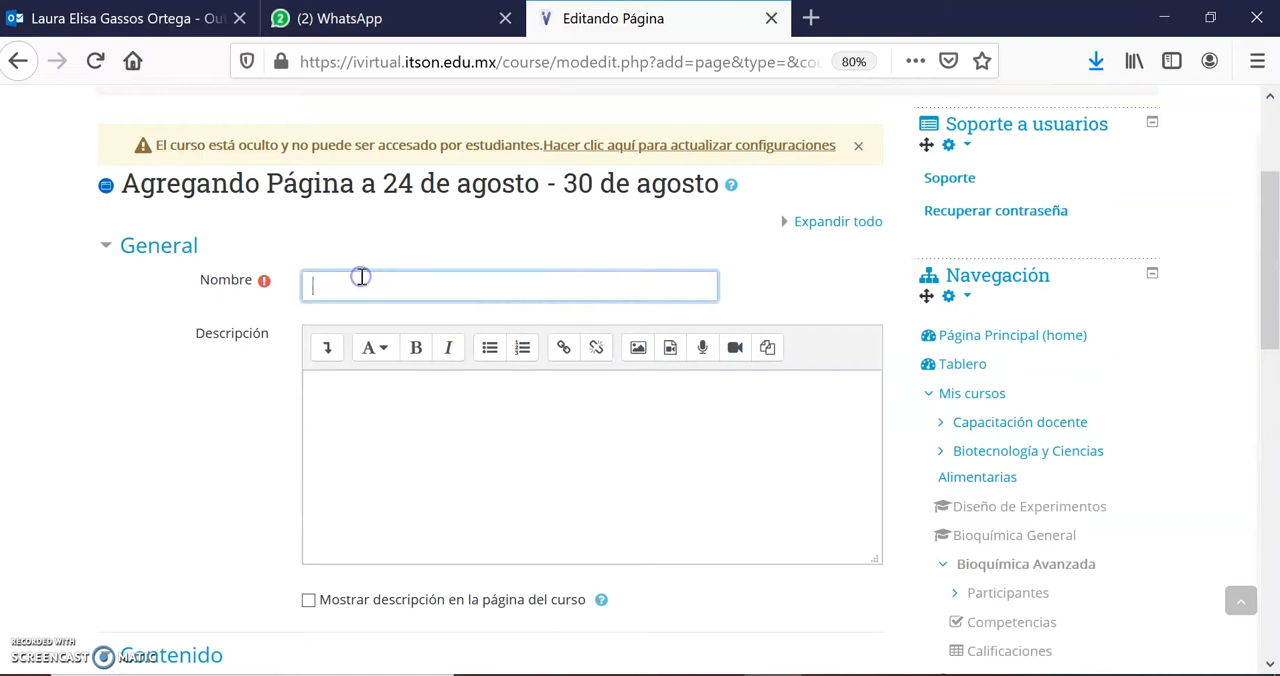 Laura Elisa Gassos Ortega - Ou
(2) WhatsApp
Editando Página
https://ivirtual.itson.edu.mx/course/modedit.php?add=page&type=&cou
80%
El curso está oculto y no puede ser accesado por estudiantes.Hacer clic aquí para actualizar configuraciones
Agregando Página a 24 de agosto - 30 de agosto
Expandir todo
General
Nombre
Descripción
A
B
I
Mostrar descripción en la página del curso
Contenido
Soporte a usuarios
Soporte
Recuperar contraseña
Navegación
Página Principal (home)
Tablero
Mis cursos
Capacitación docente
Biotecnología y Ciencias
Alimentarias
Diseño de Experimentos
Bioquímica General
Bioquímica Avanzada
Participantes
Competencias
Calificaciones
RECORDED WITH
SCREENCAST MATIC